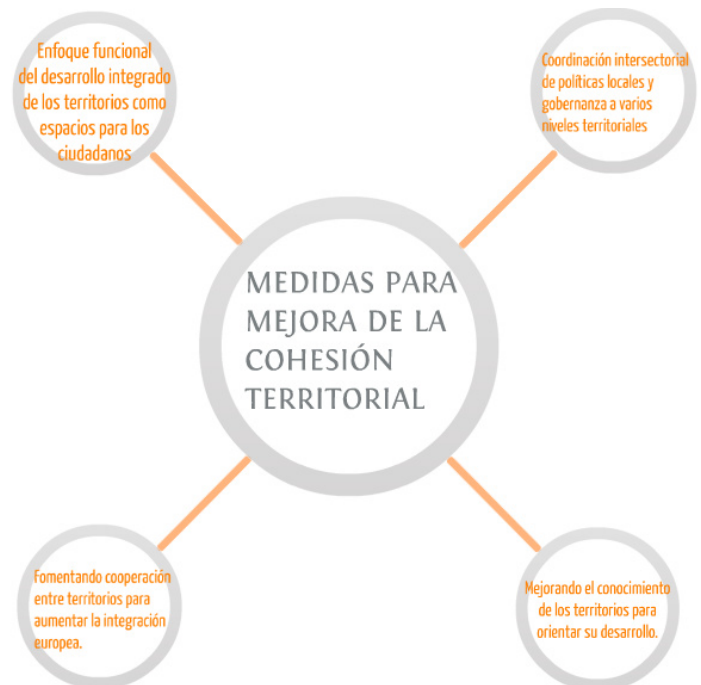 Enfoque funcional
del desarrollo integrado
de los territorios como
espacios para los
ciudadanos
Coordinación intersectorial
de políticas locales y
gobernanza a varios
niveles territoriales
MEDIDAS PARA
MEJORA DE LA
COHESIÓN
TERRITORIAL
Fomentando cooperación
entre territorios para
aumentar la integración
europea.
Mejorando el conocimiento
de los territorios para
orientar su desarrollo.